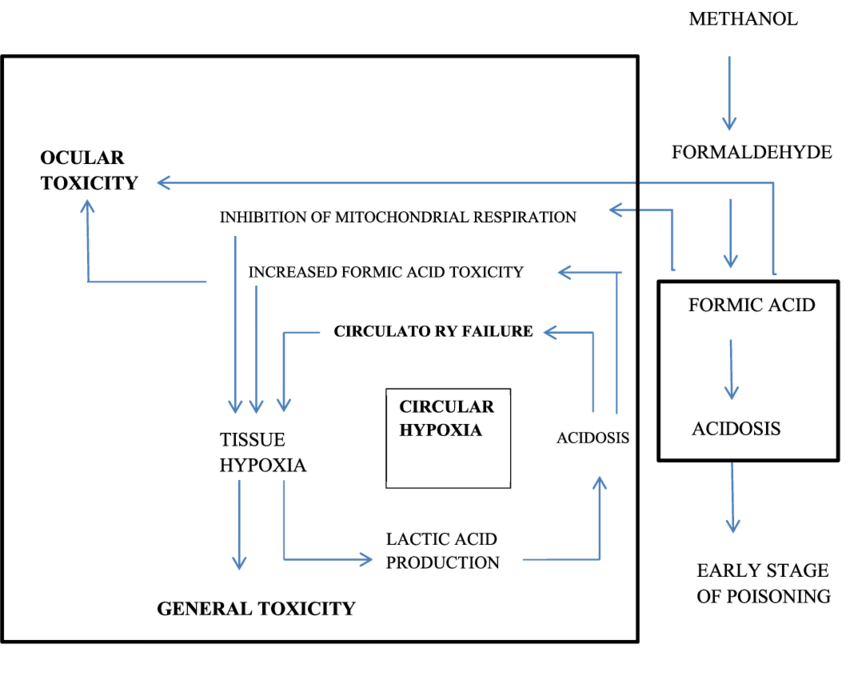 METHANOL
FORMALDEHYDE
OCULAR
TOXICITY
INHIBITION OF MITOCHONDRIAL RESPIRATION
INCREASED FORMIC ACID TOXICITY
FORMIC ACID
CIRCULATO RY FAILURE
CIRCULAR
HYPOXIA
ACIDOSIS
TISSUE
HYPOXIA
ACIDOSIS
LACTIC ACID
PRODUCTION
EARLY STAGE
OF POISONING
GENERAL TOXICITY